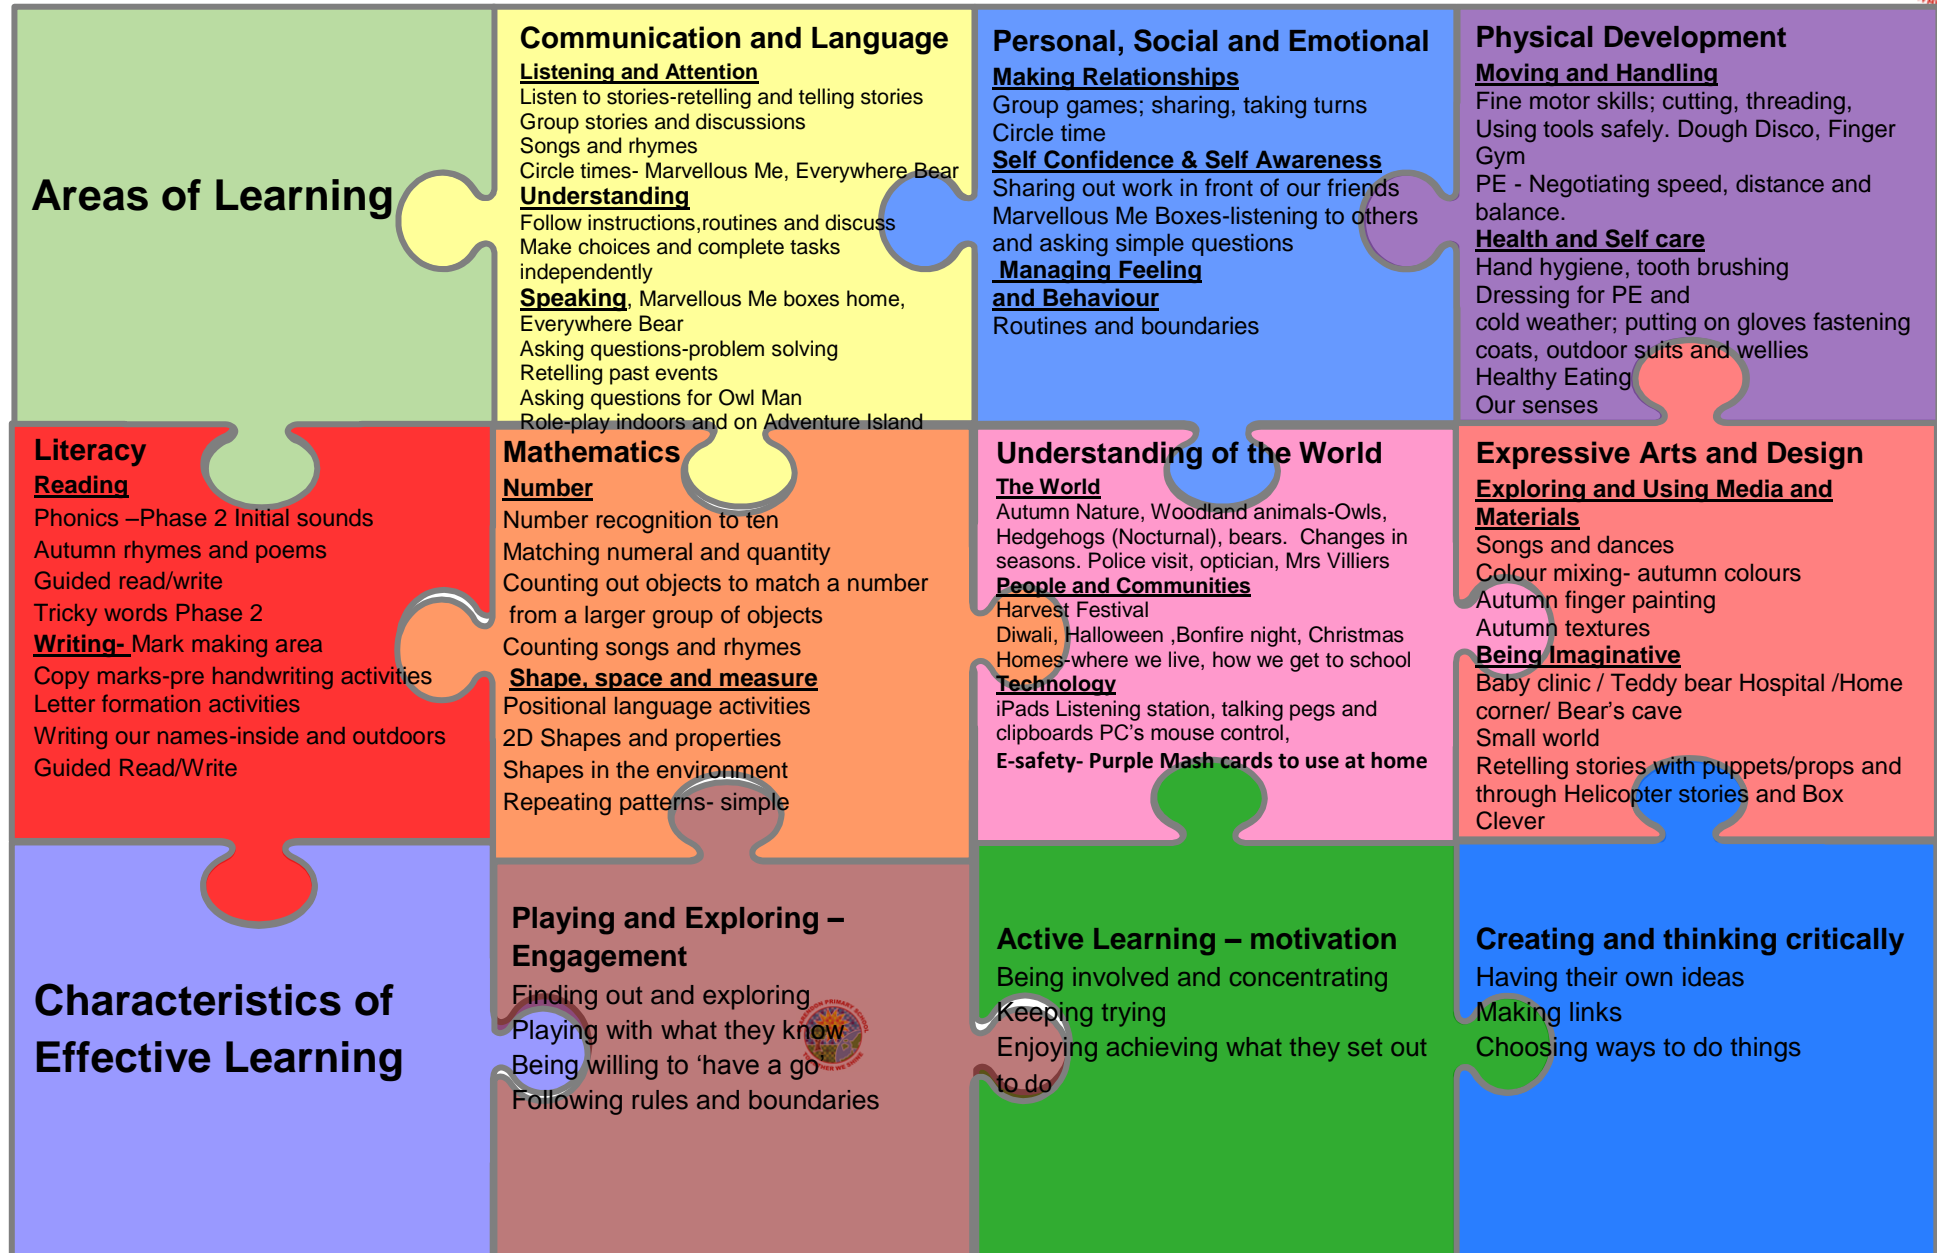 Areas of Learning
Communication and Language
Listening and Attention
Listen to stories-retelling and telling stories
Group stories and discussions
Songs and rhymes
Circle times- Marvellous Me, Everywhere Bear
Understanding
Follow instructions,routines and discuss
Make choices and complete tasks
independently
Speaking, Marvellous Me boxes home,
Everywhere Bear
Asking questions-problem solving
Retelling past events
Asking questions for Owl Man
Role-play indoors and on Adventure Island
Personal, Social and Emotional
Making Relationships
Group games; sharing, taking turns
Circle time
Self Confidence & Self Awareness
Sharing out work in front of our friends
Marvellous Me Boxes-listening to others
and asking simple questions
Managing Feeling
and Behaviour
Routines and boundaries
Physical Development
Moving and Handling
Fine motor skills; cutting, threading,
Using tools safely. Dough Disco, Finger
Gym
PE - Negotiating speed, distance and
balance.
Health and Self care
Hand hygiene, tooth brushing
Dressing for PE and
cold weather; putting on gloves fastening
coats, outdoor suits and wellies
Healthy Eating
Our senses
Literacy
Reading
Phonics –Phase 2 Initial sounds
Autumn rhymes and poems
Guided read/write
Tricky words Phase 2
Writing- Mark making area
Copy marks-pre handwriting activities
Letter formation activities
Writing our names-inside and outdoors
Guided Read/Write
Mathematics
Number
Number recognition to ten
Matching numeral and quantity
Counting out objects to match a number
from a larger group of objects
Counting songs and rhymes
Shape, space and measure
Positional language activities
2D Shapes and properties
Shapes in the environment
Repeating patterns- simple
Understanding of the World
The World
Autumn Nature, Woodland animals-Owls,
Hedgehogs (Nocturnal), bears.  Changes in
seasons. Police visit, optician, Mrs Villiers
People and Communities
Harvest Festival
Diwali, Halloween ,Bonfire night, Christmas
Homes-where we live, how we get to school
Technology
iPads Listening station, talking pegs and
clipboards PC's mouse control,
E-safety- Purple Mash cards to use at home
Expressive Arts and Design
Exploring and Using Media and
Materials
Songs and dances
Colour mixing- autumn colours
Autumn finger painting
Autumn textures
Being Imaginative
Baby clinic / Teddy bear Hospital /Home
corner/ Bear's cave
Small world
Retelling stories with puppets/props and
through Helicopter stories and Box
Clever
Characteristics of
Effective Learning
Playing and Exploring –
Engagement
Finding out and exploring
Playing with what they know
Being willing to 'have a go'
Following rules and boundaries
PRIMARY SCHOOL
Active Learning – motivation
Being involved and concentrating
Keeping trying
Enjoying achieving what they set out
to do
Creating and thinking critically
Having their own ideas
Making links
Choosing ways to do things